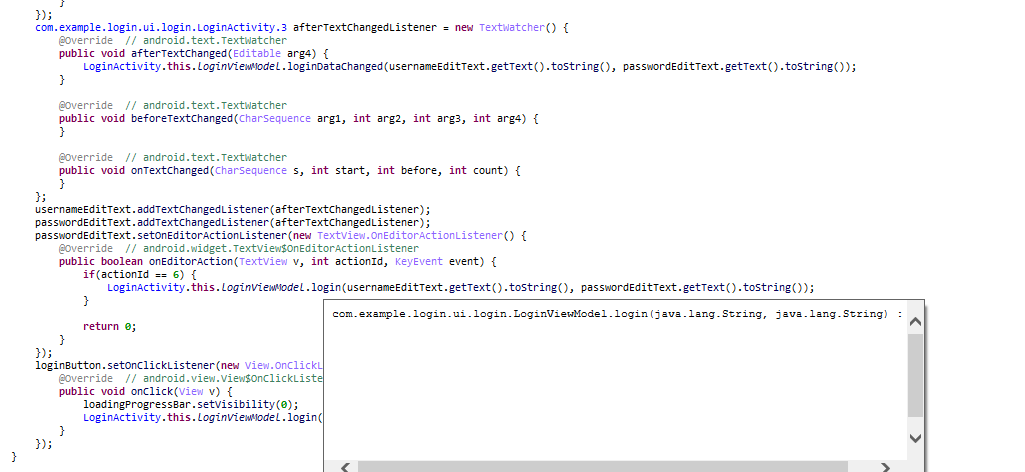 }
});
com.example.login.ui.login.LoginActivity.3 afterTextChangedListener = new TextWatcher() {
@Override // android.text.TextWatcher
public void afterTextChanged(Editable arg4) {
LoginActivity.this.loginViewModel.loginDataChanged(usernameEditText.getText().toString(), passwordEditText.getText().toString());
}
@Override // android.text.TextWatcher
public void beforeTextChanged(CharSequence arg1, int arg2, int arg3, int arg4) {
}
@Override // android.text.TextWatcher
public void onTextChanged(CharSequence s, int start, int before, int count) {
}
};
usernameEditText.addTextChangedListener(afterTextChangedListener);
passwordEditText.addTextChangedListener(afterTextChangedListener);
passwordEditText.setOnEditorActionListener(new TextView.OnEditorActionListener() {
@Override // android.widget.TextView$OnEditorActionListener
public boolean onEditorAction(TextView v, int actionId, KeyEvent event) {
if(actionId == 6) {
LoginActivity.this.loginViewModel.login(usernameEditText.getText().toString(), passwordEditText.getText().toString());
}
com.example.login.ui.login.LoginViewModel.login(java.lang.String, java.lang.String) :
return 0;
}
});
loginButton.setOnClickListener(new View.OnClickL
@Override // android.view.View$OnClickListe
public void onClick(View v) {
loadingProgressBar.setVisibility(0);
LoginActivity.this.loginViewModel.login(
}
});
}